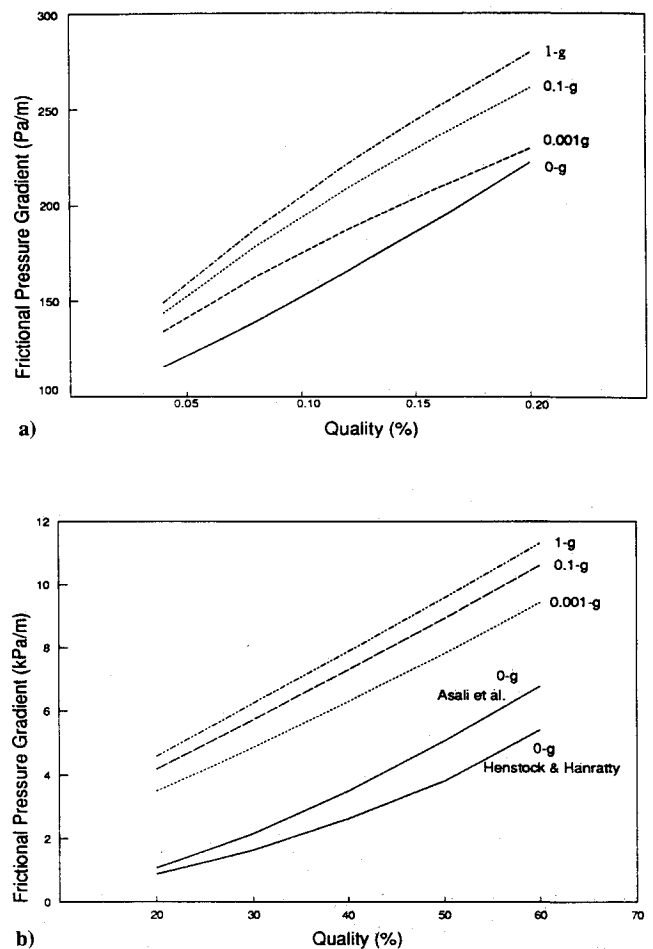 300
250
200
150
100
Frictional Pressure Gradient (Pa/m)
1-g
0.1-g
0.001g
0-g
0.05
0.10
0.15
0.20
a)
Quality (%)
12
10
8
6
4
2
0
Frictional Pressure Gradient (kPa/m)
1-g
0.1-g
0.001-g
0-g
Asali et al.
0-g
Henstock & Hanratty
20
30
40
50
60
70
b)
Quality (%)